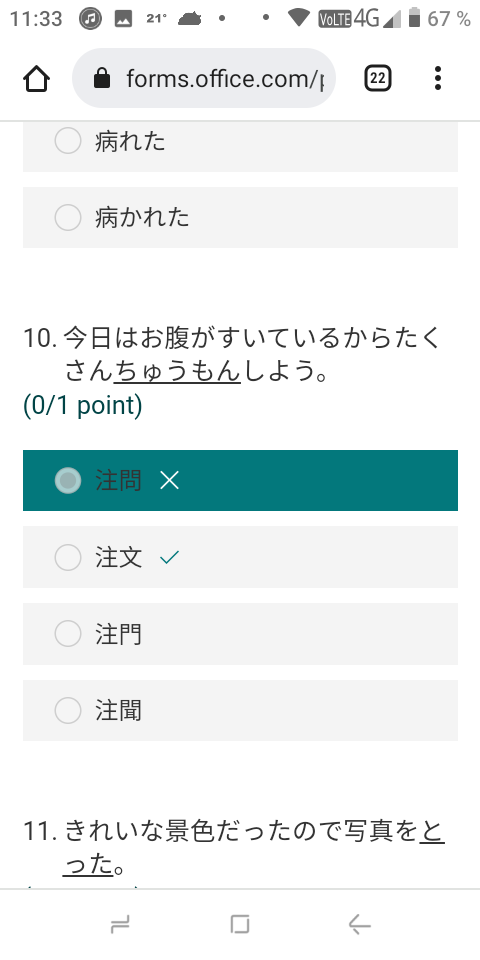 11:33 21° VoLTE 4G 67 %
forms.office.com/p 22
病れた
病かれた
10. 今日はお腹がすいているからたく
さんちゅうもんしよう。
(0/1 point)
注問
注文
注門
注聞
11. きれいな景色だったので写真をと
った。